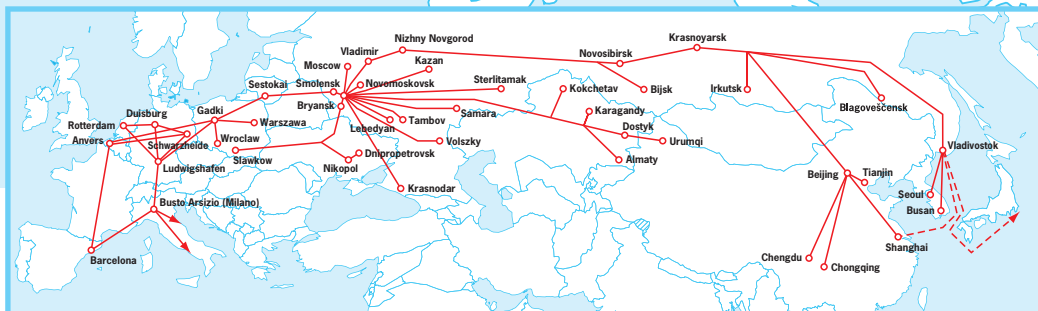 Nizhny Novgorod
Krasnoyarsk
Vladimir
Novosibirsk
Kazan
Moscow
Sterlitamak
Smolensk
Novomoskovsk
Sestokai
Kokchetav
Bijsk
Irkutsk
Bryansk
Blagoveščensk
Gadki
Duisburg
Karagandy
Samara
Rotterdam
Warszawa
Lebedyan
Tambov
Dostyk
Anvers
Wroclaw
Volszky
Urumqi
Schwarzheide
Vladivostok
Slawkow
Dnipropetrovsk
Almaty
Ludwigshafen
Nikopol
Beijing
Tianjin
Krasnodar
Seoul
Busto Arsizio (Milano)
Busan
Shanghai
Barcelona
Chengdu
Chongqing